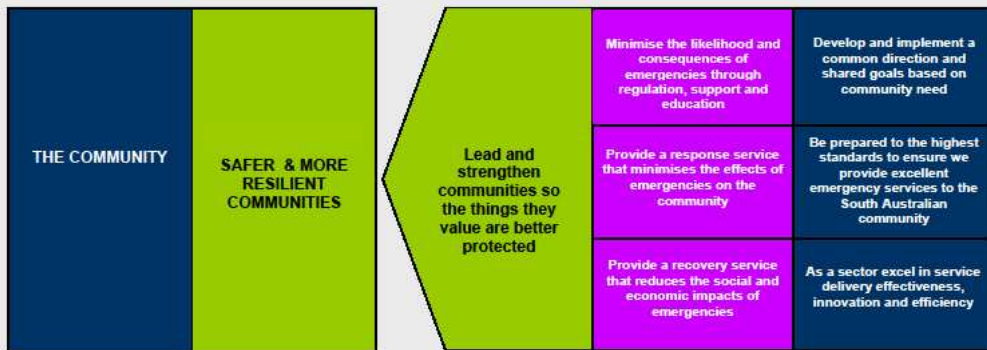 THE COMMUNITY
SAFER & MORE
RESILIENT
COMMUNITIES
Lead and
strengthen
communities so
the things they
value are better
protected
Minimise the likelihood and
consequences of
emergencies through
regulation, support and
education
Provide a response service
that minimises the effects of
emergencies on the
community
Provide a recovery service
that reduces the social and
economic impacts of
emergencies
Develop and implement a
common direction and
shared goals based on
community need
Be prepared to the highest
standards to ensure we
provide excellent
emergency services to the
South Australian
community
As a sector excel in service
delivery effectiveness,
innovation and efficiency